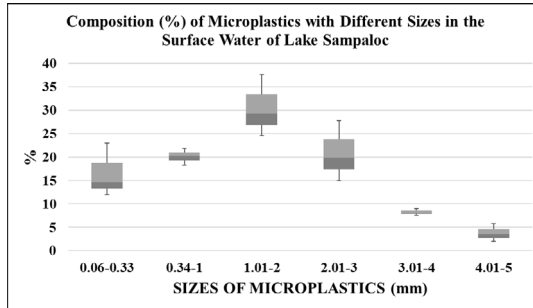 Composition (%) of Microplastics with Different Sizes in the
Surface Water of Lake Sampaloc
40
35
30
25
20
15
10
5
0
%
0.06-0.33 0.34-1 1.01-2 2.01-3 3.01-4 4.01-5
SIZES OF MICROPLASTICS (mm)